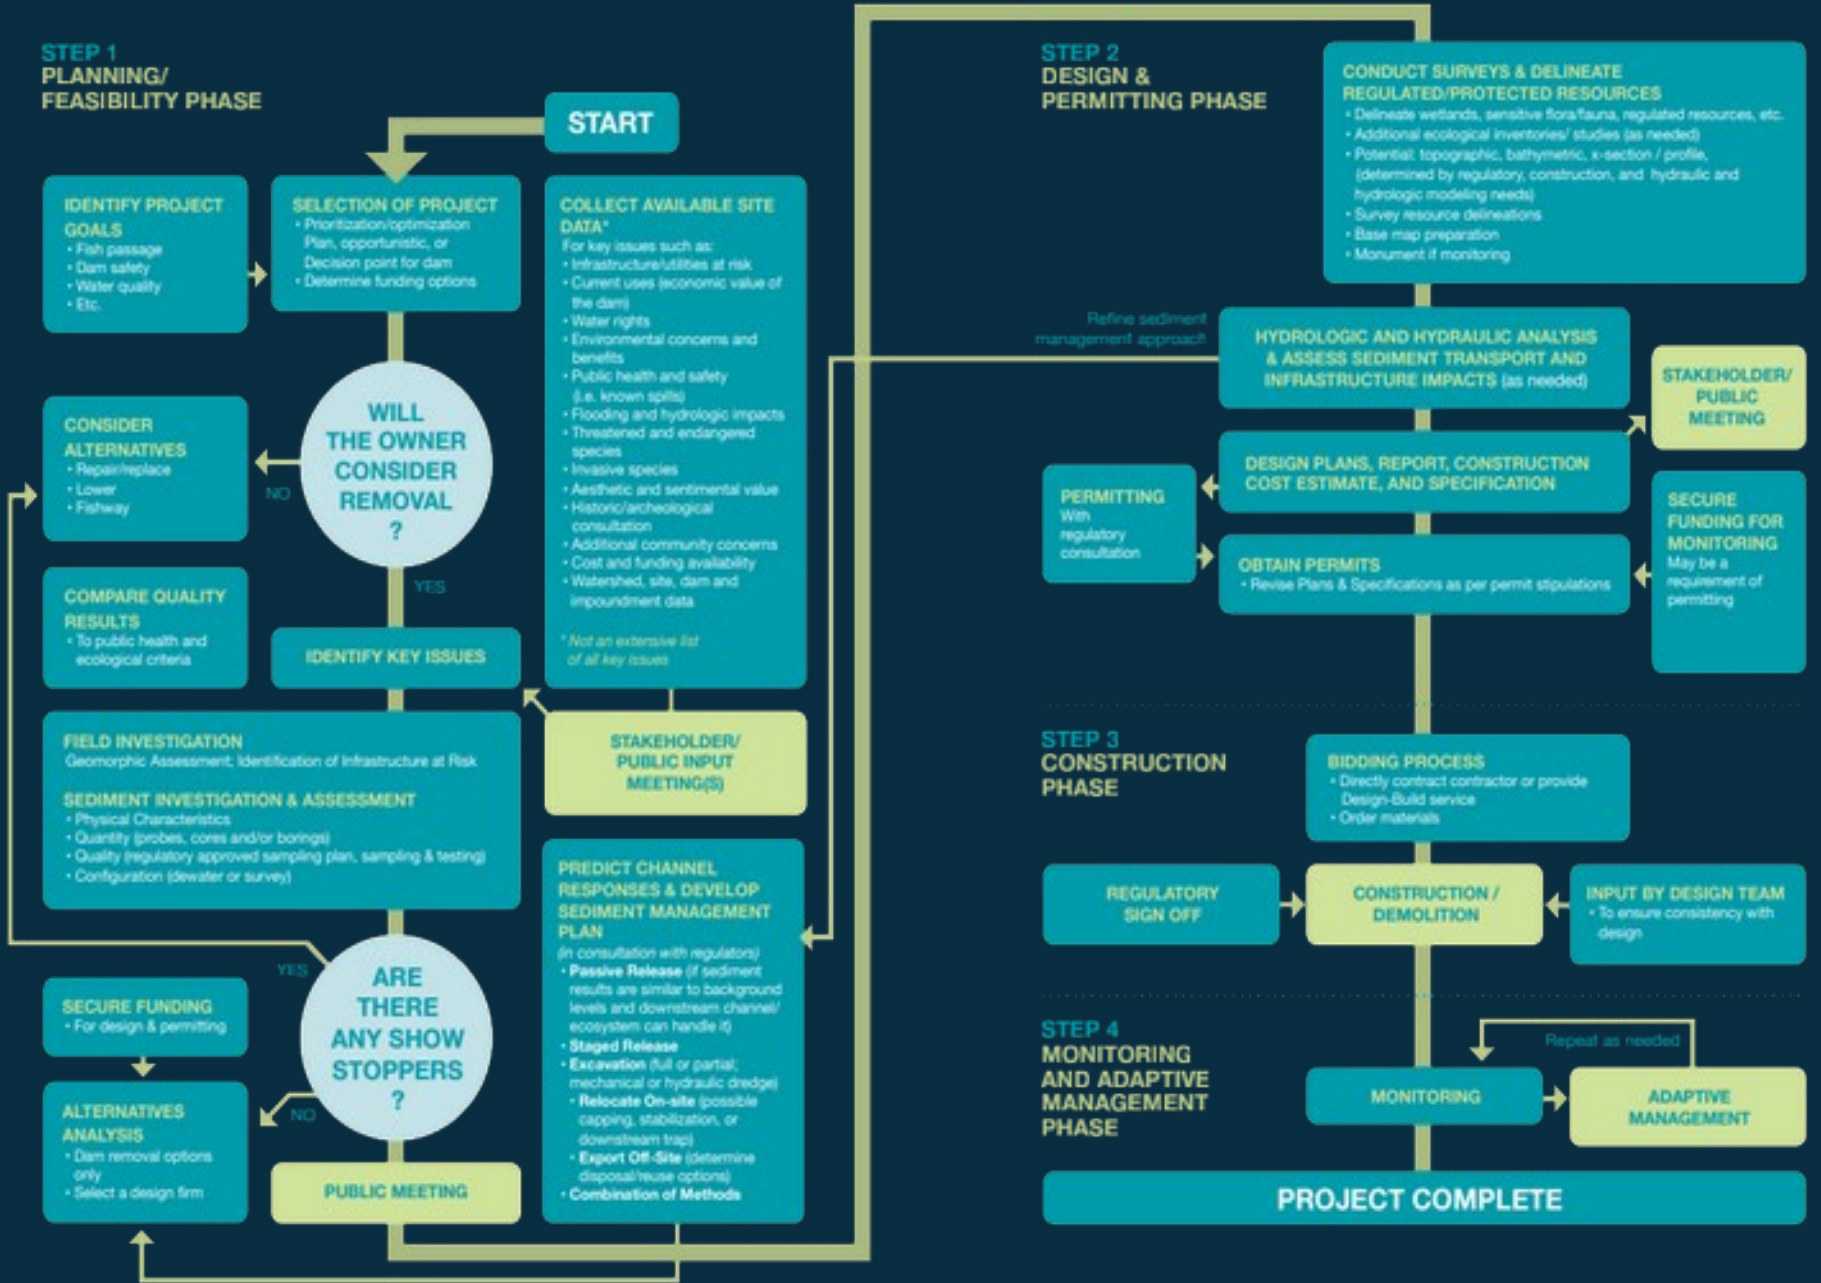 STEP 1
PLANNING/
FEASIBILITY PHASE
START
IDENTIFY PROJECT
GOALS
• Fish passage
• Dam safety
• Water quality
• Etc.
SELECTION OF PROJECT
• Prioritization/optimization
Plan, opportunistic, or
Decision point for dam
• Determine funding options
COLLECT AVAILABLE SITE
DATA*
For key issues such as:
• Infrastructure/utilities at risk
• Current uses (economic value of
the dam)
• Water rights
• Environmental concerns and
benefits
• Public health and safety
(i.e. known spills)
• Flooding and hydrologic impacts
• Threatened and endangered
species
• Invasive species
• Aesthetic and sentimental value
• Historic/archeological
consultation
• Additional community concerns
• Cost and funding availability
• Watershed, site, dam and
impoundment data
* Not an extensive list
of all key issues
WILL
THE OWNER
CONSIDER
REMOVAL
?
NO
YES
CONSIDER
ALTERNATIVES
• Repair/replace
• Lower
• Fishway
COMPARE QUALITY
RESULTS
• To public health and
ecological criteria
IDENTIFY KEY ISSUES
STAKEHOLDER/
PUBLIC INPUT
MEETING(S)
FIELD INVESTIGATION
Geomorphic Assessment; Identification of Infrastructure at Risk
SEDIMENT INVESTIGATION & ASSESSMENT
• Physical Characteristics
• Quantity (probes, cores and/or borings)
• Quality (regulatory approved sampling plan, sampling & testing)
• Configuration (dewater or survey)
PREDICT CHANNEL
RESPONSES & DEVELOP
SEDIMENT MANAGEMENT
PLAN
(in consultation with regulators)
• Passive Release (if sediment
results are similar to background
levels and downstream channel/
ecosystem can handle it)
• Staged Release
• Excavation (full or partial;
mechanical or hydraulic dredge)
• Relocate On-site (possible
capping, stabilization, or
downstream trap)
• Export Off-Site (determine
disposal/reuse options)
• Combination of Methods
YES
ARE
THERE
ANY SHOW
STOPPERS
?
NO
SECURE FUNDING
• For design & permitting
ALTERNATIVES
ANALYSIS
• Dam removal options
only
• Select a design firm
PUBLIC MEETING
STEP 2
DESIGN &
PERMITTING PHASE
CONDUCT SURVEYS & DELINEATE
REGULATED/PROTECTED RESOURCES
• Delineate wetlands, sensitive flora/fauna, regulated resources, etc.
• Additional ecological inventories/ studies (as needed)
• Potential: topographic, bathymetric, x-section / profile,
(determined by regulatory, construction, and hydraulic and
hydrologic modeling needs)
• Survey resource delineations
• Base map preparation
• Monument if monitoring
Refine sediment
management approach
HYDROLOGIC AND HYDRAULIC ANALYSIS
& ASSESS SEDIMENT TRANSPORT AND
INFRASTRUCTURE IMPACTS (as needed)
STAKEHOLDER/
PUBLIC
MEETING
DESIGN PLANS, REPORT, CONSTRUCTION
COST ESTIMATE, AND SPECIFICATION
PERMITTING
With
regulatory
consultation
SECURE
FUNDING FOR
MONITORING
May be a
requirement of
permitting
OBTAIN PERMITS
• Revise Plans & Specifications as per permit stipulations
STEP 3
CONSTRUCTION
PHASE
BIDDING PROCESS
• Directly contract contractor or provide
Design-Build service
• Order materials
REGULATORY
SIGN OFF
CONSTRUCTION /
DEMOLITION
INPUT BY DESIGN TEAM
• To ensure consistency with
design
STEP 4
MONITORING
AND ADAPTIVE
MANAGEMENT
PHASE
Repeat as needed
MONITORING
ADAPTIVE
MANAGEMENT
PROJECT COMPLETE